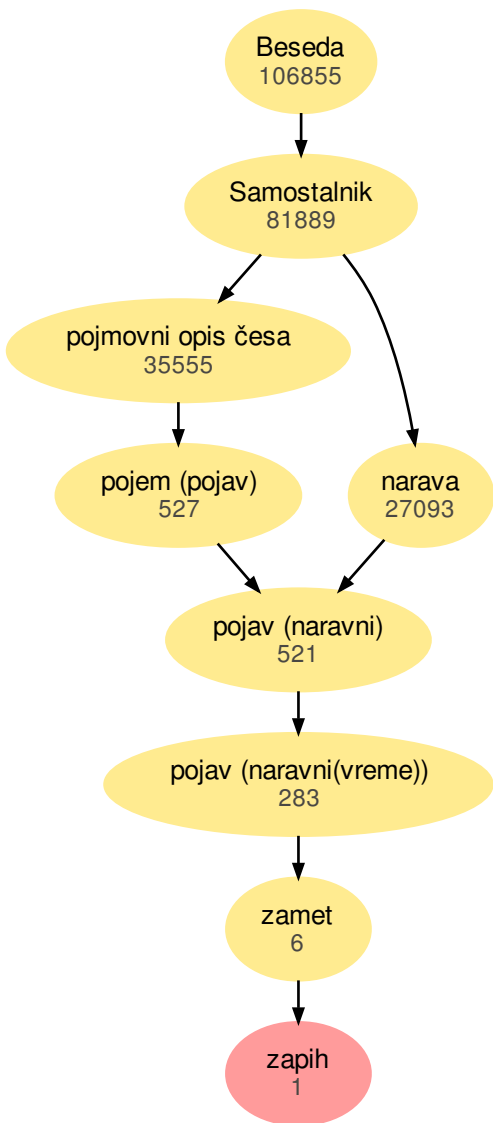 Beseda
106855
Samostalnik
81889
pojmovni opis česa
35555
pojem (pojav)
527
narava
27093
pojav (naravni)
521
pojav (naravni(vreme))
283
zamet
6
zapih
1